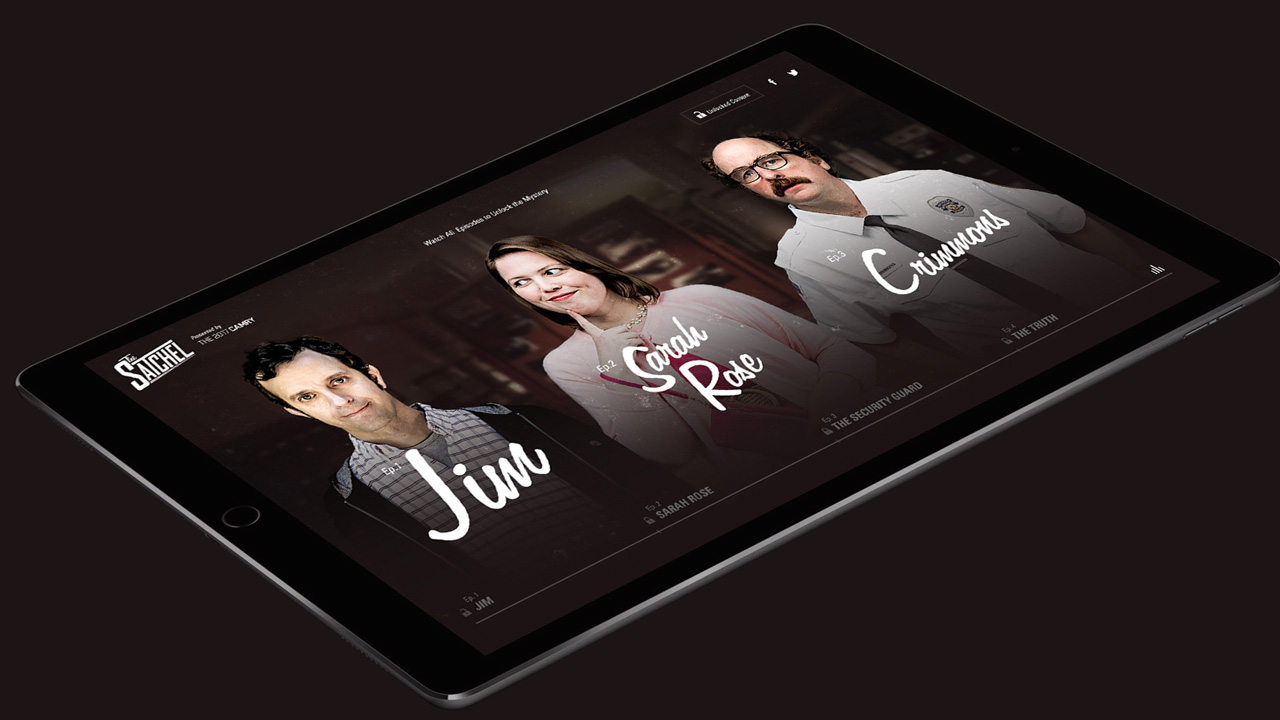 THE
SATCHEL
Presented by
THE 2017 CAMRY
Watch All Episodes to Unlock the Mystery
Unlocked Content
Ep.1
Jim
Ep.2
Sarah
Rose
Ep.3
Crimmons
Ep. 1
JIM
Ep. 2
SARAH ROSE
Ep. 3
THE SECURITY GUARD
Ep. 4
THE TRUTH